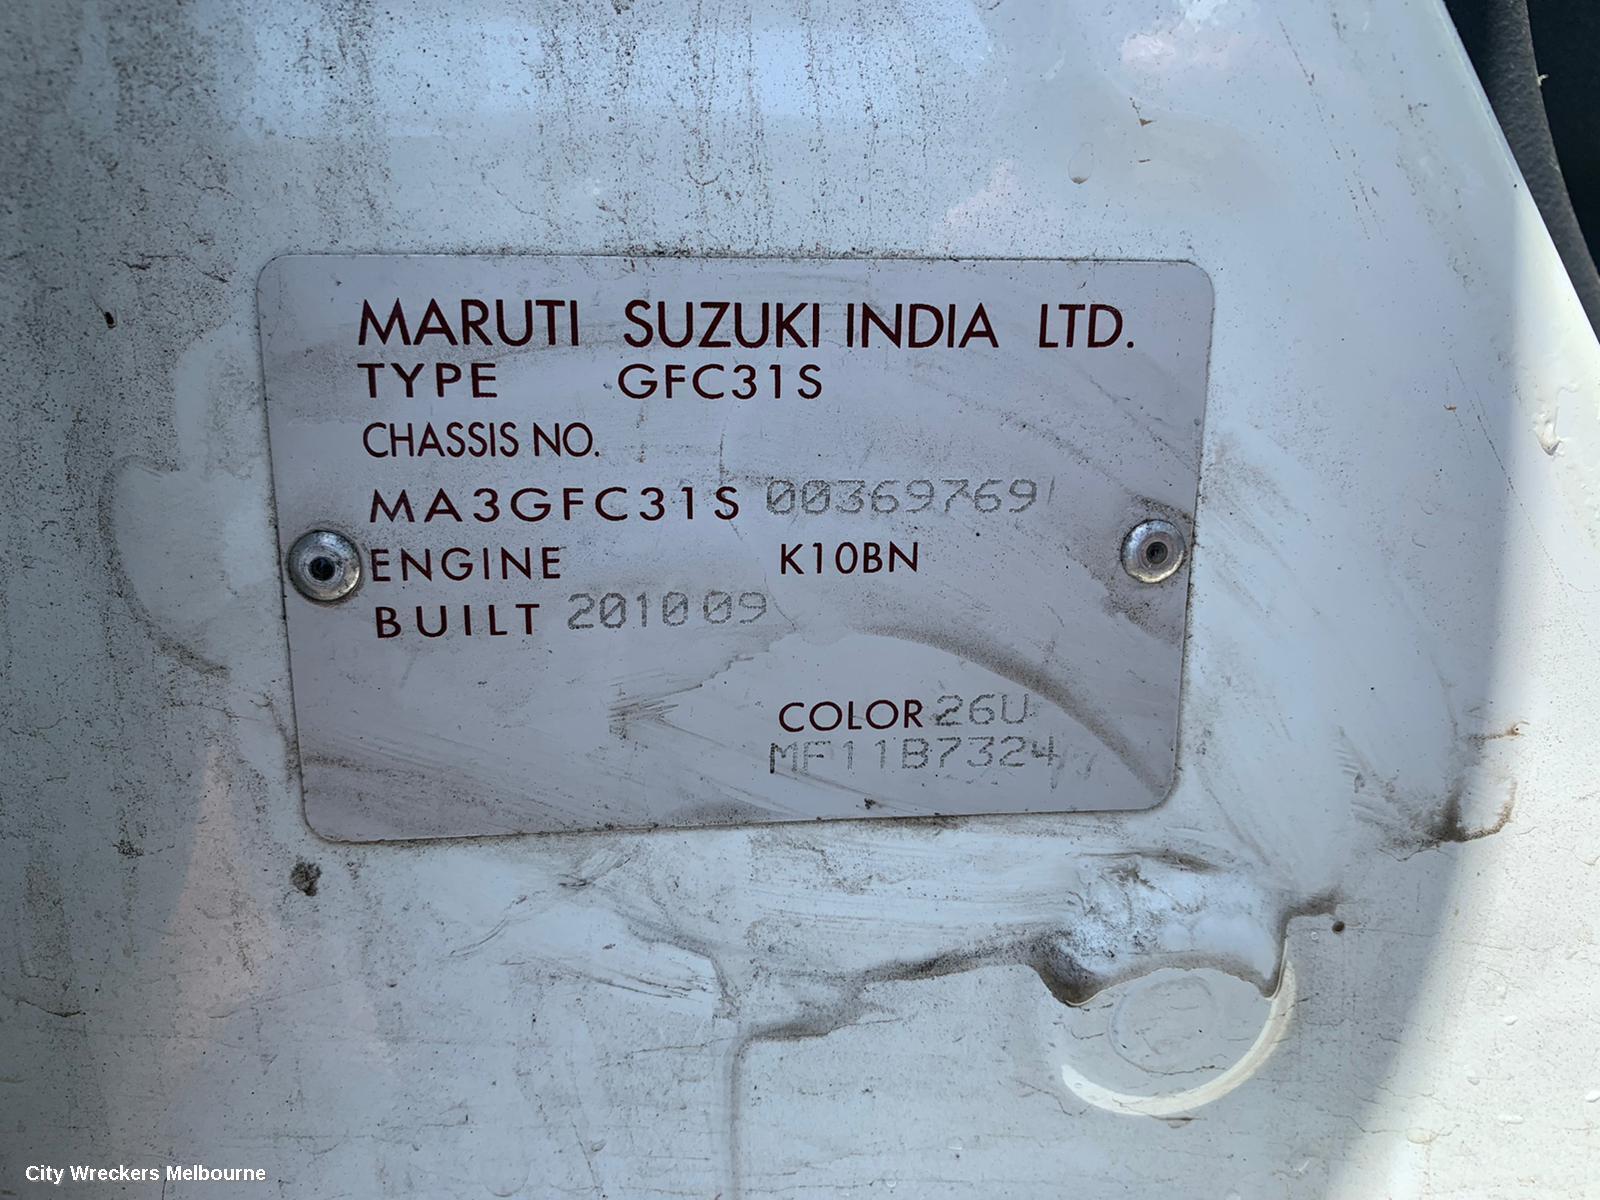 MARUTI SUZUKI INDIA LTD.
TYPE GFC31S
CHASSIS NO.
MA3GFC31S 00369769
ENGINE K10BN
BUILT 201009
COLOR 26U
MF11B7324
City Wreckers Melbourne